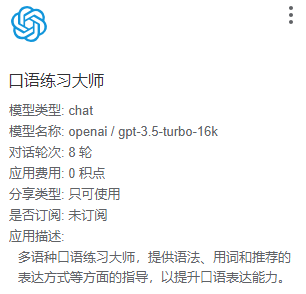 口语练习大师
模型类型: chat
模型名称: openai / gpt-3.5-turbo-16k
对话轮次: 8 轮
应用费用: 0 积点
分享类型: 只可使用
是否订阅: 未订阅
应用描述:
多语种口语练习大师，提供语法、用词和推荐的
表达方式等方面的指导，以提升口语表达能力。